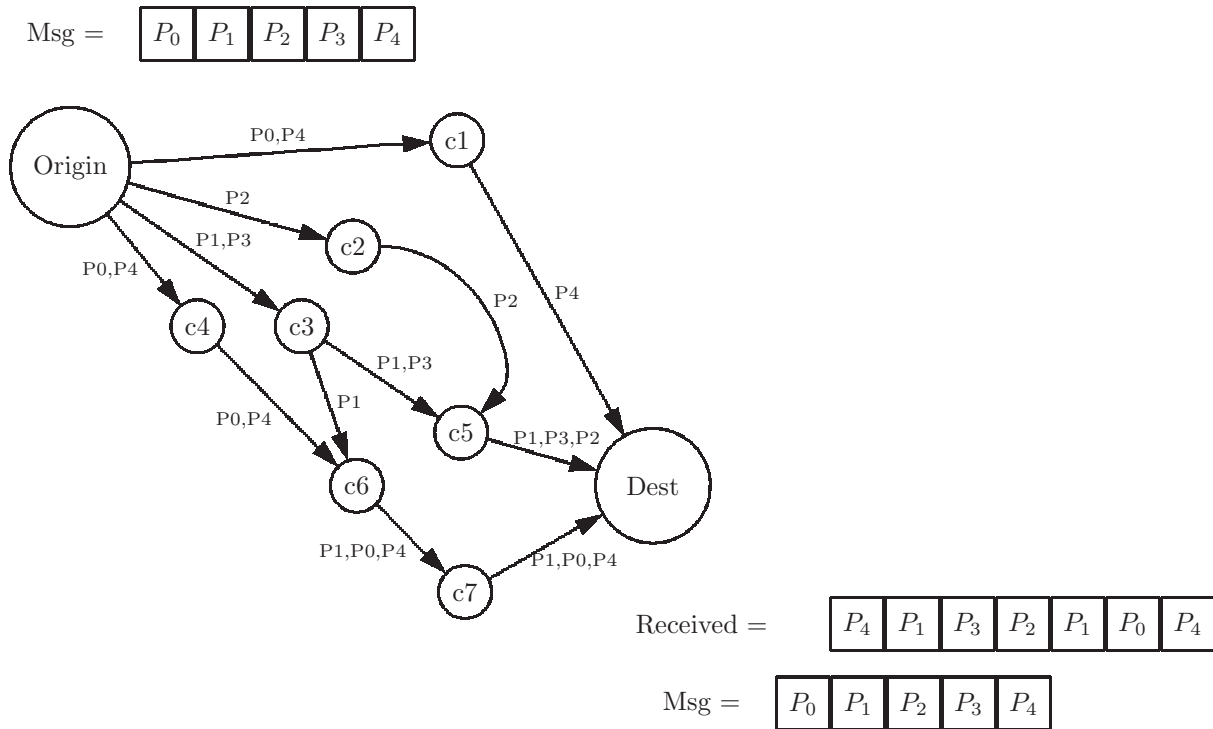 Msg = P₀ P₁ P₂ P₃ P₄
P0,P4
c1
Origin
P2
P1,P3
c2
P0,P4
P2
P4
c4
c3
P1,P3
P1
P0,P4
c5
P1,P3,P2
c6
Dest
P1,P0,P4
P1,P0,P4
c7
Received = P₄ P₁ P₃ P₂ P₁ P₀ P₄
Msg = P₀ P₁ P₂ P₃ P₄